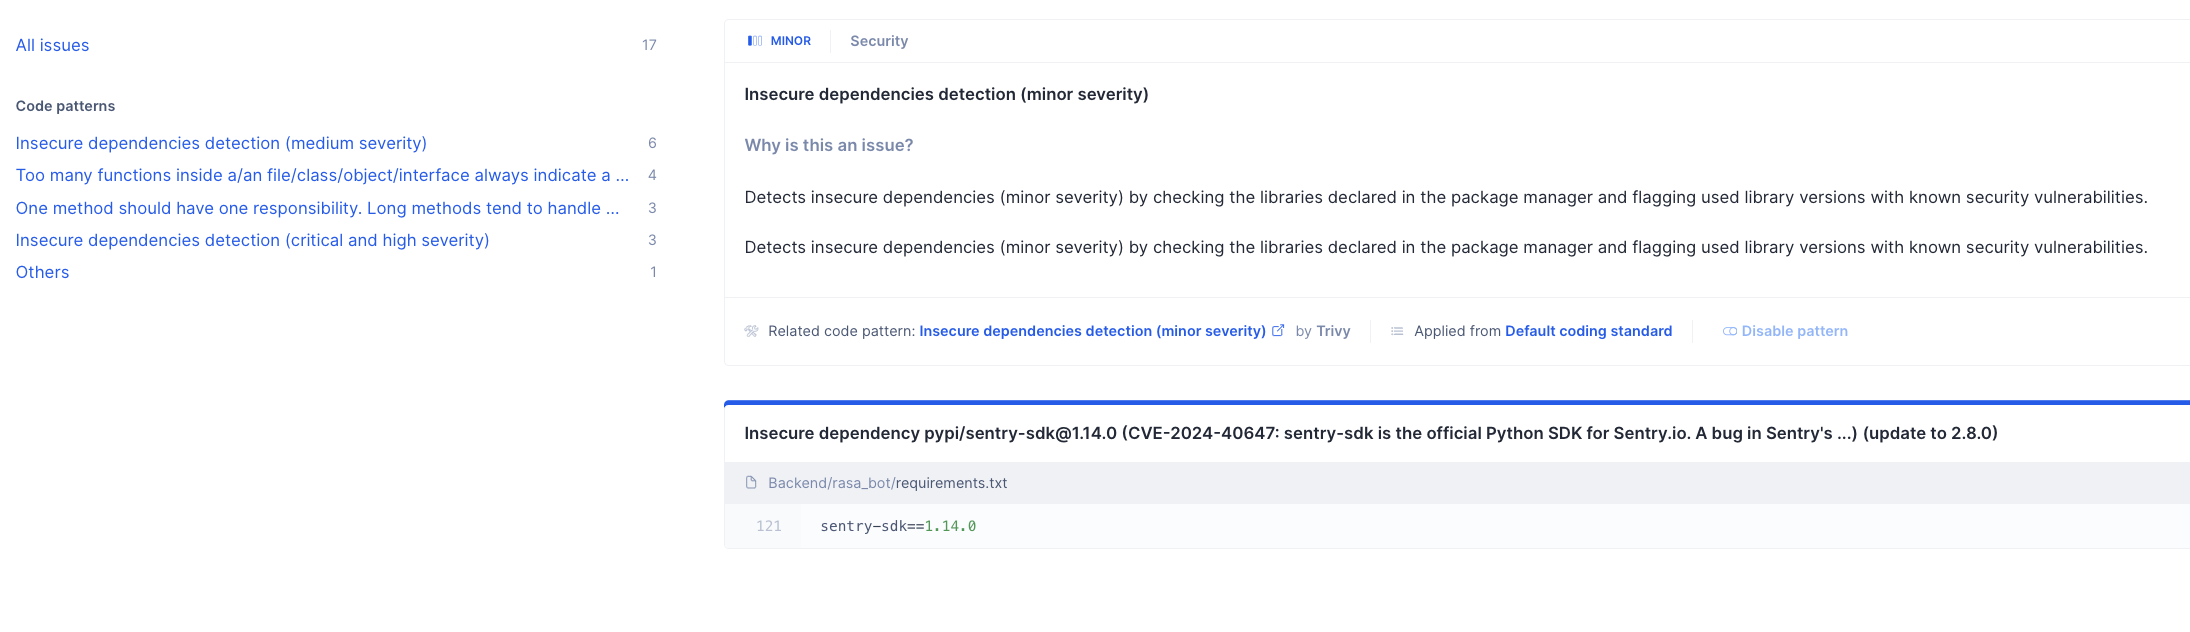 All issues 17
Code patterns
Insecure dependencies detection (medium severity) 6
Too many functions inside a/an file/class/object/interface always indicate a ... 4
One method should have one responsibility. Long methods tend to handle ... 3
Insecure dependencies detection (critical and high severity) 3
Others 1
MINOR Security
Insecure dependencies detection (minor severity)
Why is this an issue?
Detects insecure dependencies (minor severity) by checking the libraries declared in the package manager and flagging used library versions with known security vulnerabilities.
Detects insecure dependencies (minor severity) by checking the libraries declared in the package manager and flagging used library versions with known security vulnerabilities.
Related code pattern: Insecure dependencies detection (minor severity) by Trivy Applied from Default coding standard Disable pattern
Insecure dependency pypi/sentry-sdk@1.14.0 (CVE-2024-40647: sentry-sdk is the official Python SDK for Sentry.io. A bug in Sentry's ...) (update to 2.8.0)
Backend/rasa_bot/requirements.txt
121 sentry-sdk==1.14.0